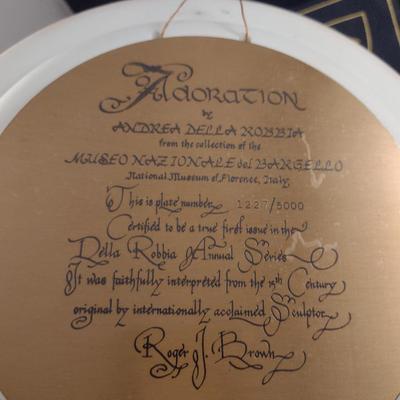 Adoration
by
ANDREA DELLA ROBBIA
from the collection of the
MUSEO NAZIONALE del BARGELLO
National Museum of Florence, Italy.
This is plate number 1227/5000
Certified to be a true first issue in the
Della Robbia Annual Series
It was faithfully interpreted from the 15th Century
original by internationally acclaimed Sculptor
Roger J. Brown